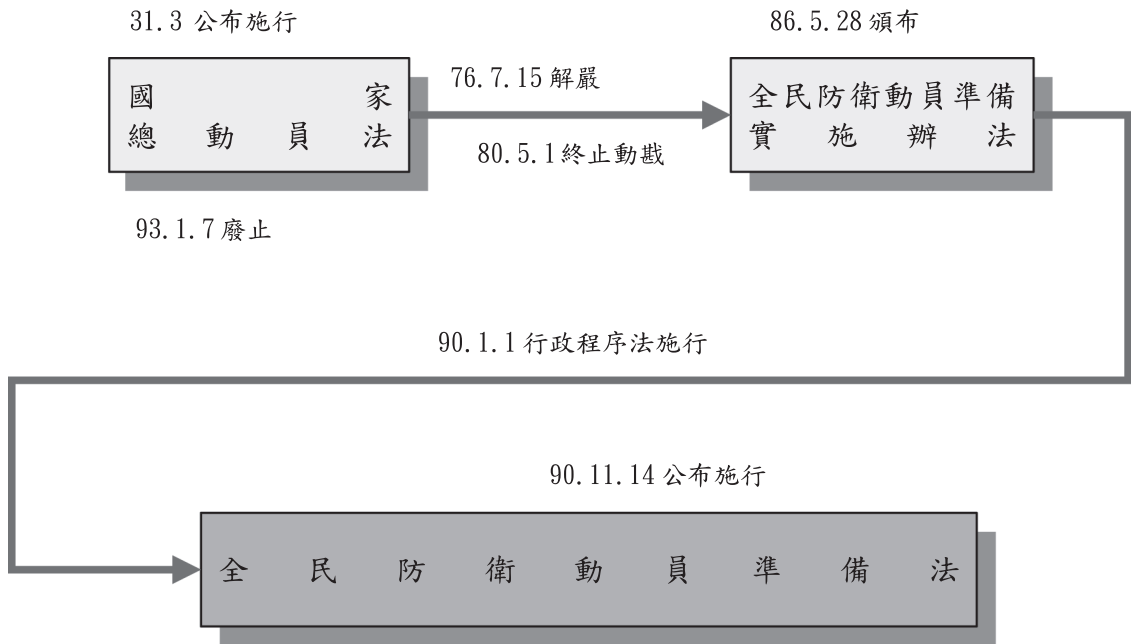 31.3 公布施行
86.5.28 頒布
國家
總動員法
76.7.15 解嚴
80.5.1 終止動戡
全民防衛動員準備
實施辦法
93.1.7 廢止
90.1.1 行政程序法施行
90.11.14 公布施行
全民防衛動員準備法